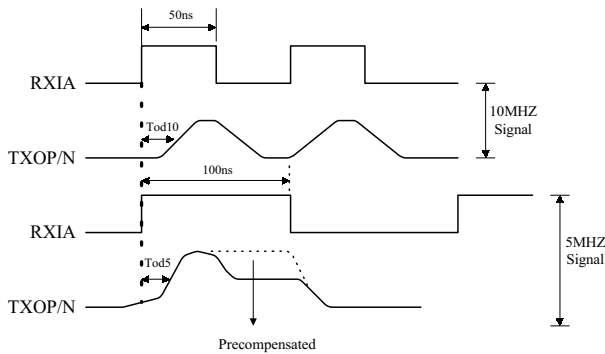 50ns
RXIA
10MHZ
Signal
Tod10
TXOP/N
100ns
RXIA
5MHZ
Signal
Tod5
TXOP/N
Precompensated